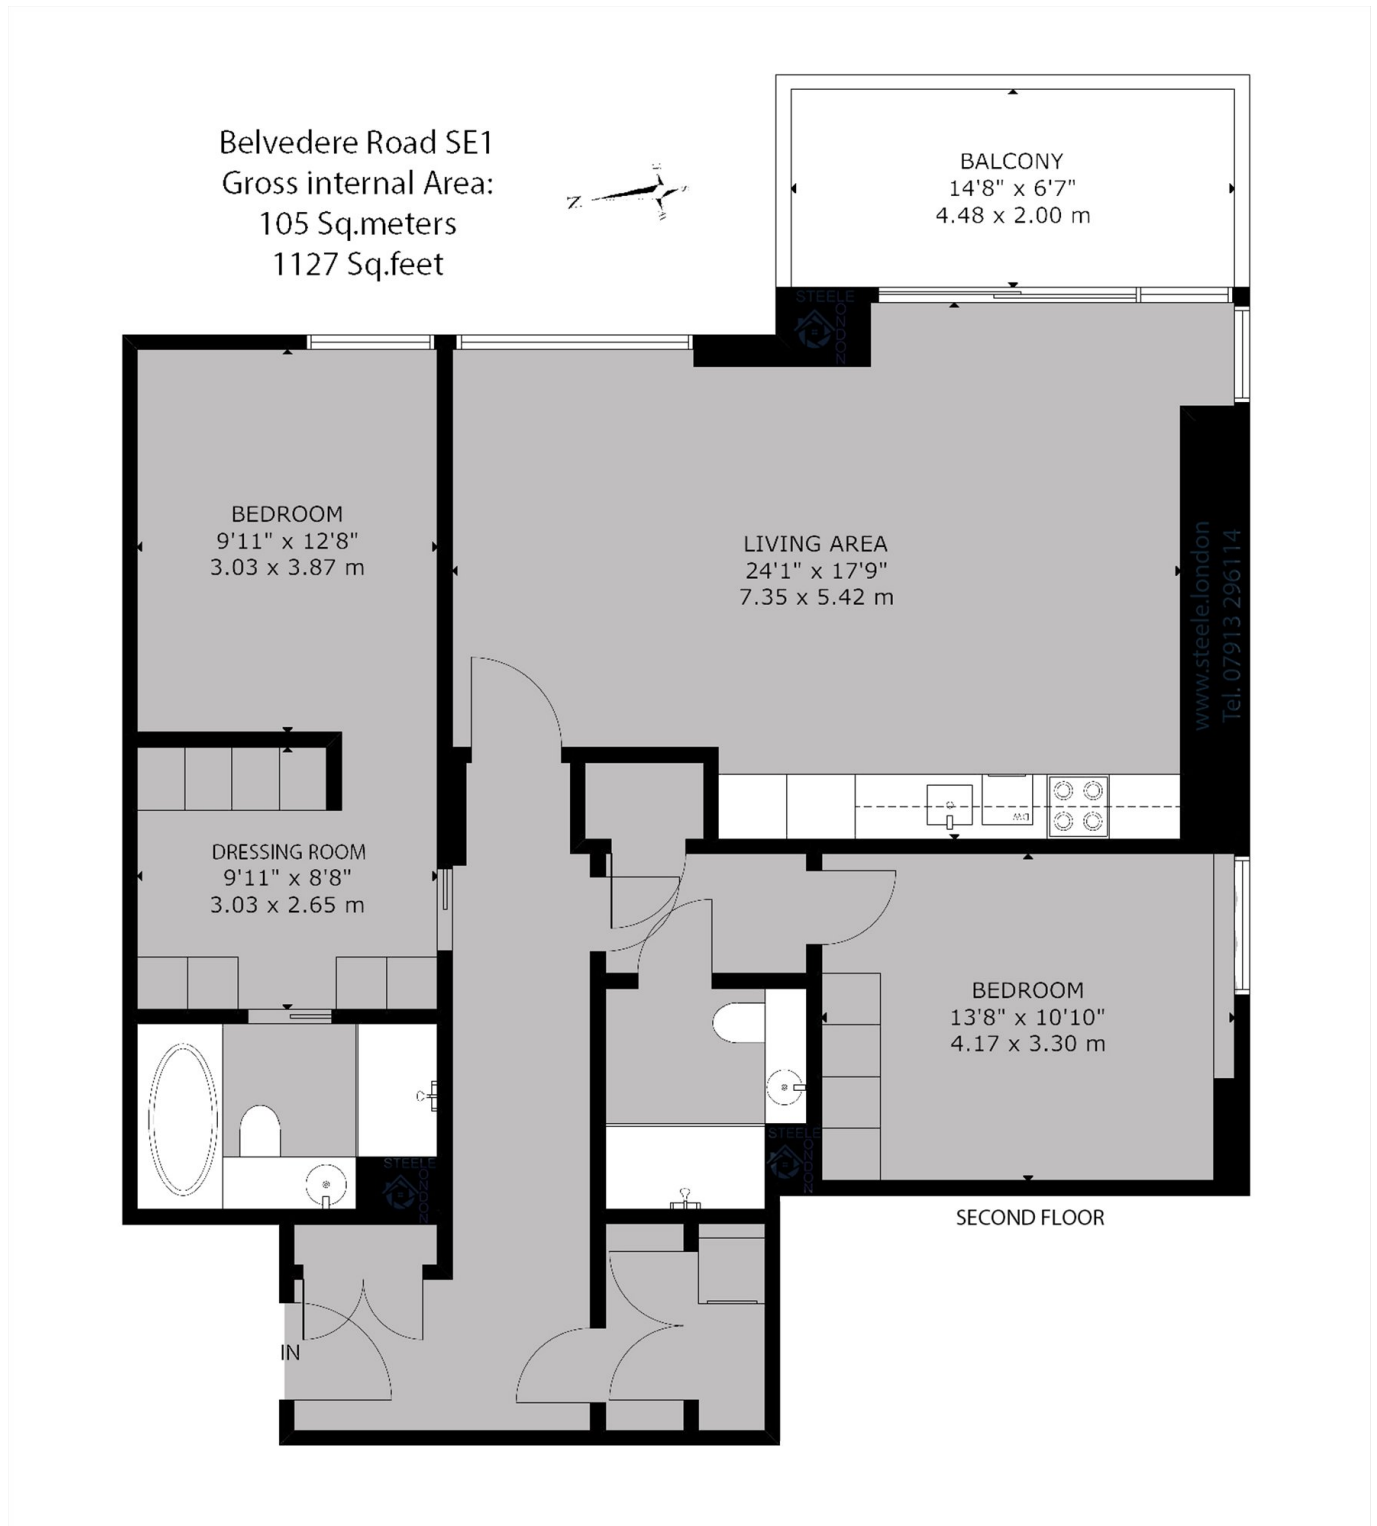 Belvedere Road SE1
Gross internal Area:
105 Sq.meters
1127 Sq.feet
N
BALCONY
14'8" x 6'7"
4.48 x 2.00 m
STEELE
LONDON
BEDROOM
9'11" x 12'8"
3.03 x 3.87 m
LIVING AREA
24'1" x 17'9"
7.35 x 5.42 m
www.steele.london
Tel. 07913 296114
DW
DRESSING ROOM
9'11" x 8'8"
3.03 x 2.65 m
BEDROOM
13'8" x 10'10"
4.17 x 3.30 m
STEELE
LONDON
STEELE
LONDON
SECOND FLOOR
IN